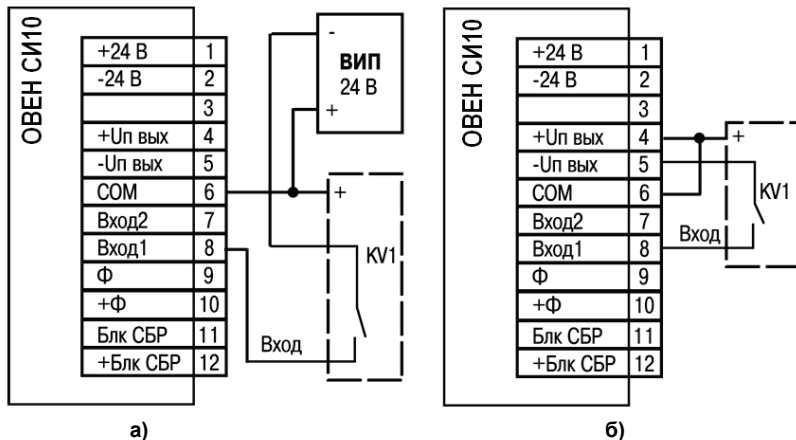 ОВЕН СИ10
+24 В 1
-24 В 2
3
+Uп вых 4
-Uп вых 5
COM 6
Вход2 7
Вход1 8
Ф 9
+Ф 10
Блк СБР 11
+Блк СБР 12
-
ВИП
24 В
+
+
KV1
Вход
а)
ОВЕН СИ10
+24 В 1
-24 В 2
3
+Uп вых 4
-Uп вых 5
COM 6
Вход2 7
Вход1 8
Ф 9
+Ф 10
Блк СБР 11
+Блк СБР 12
+
KV1
Вход
б)